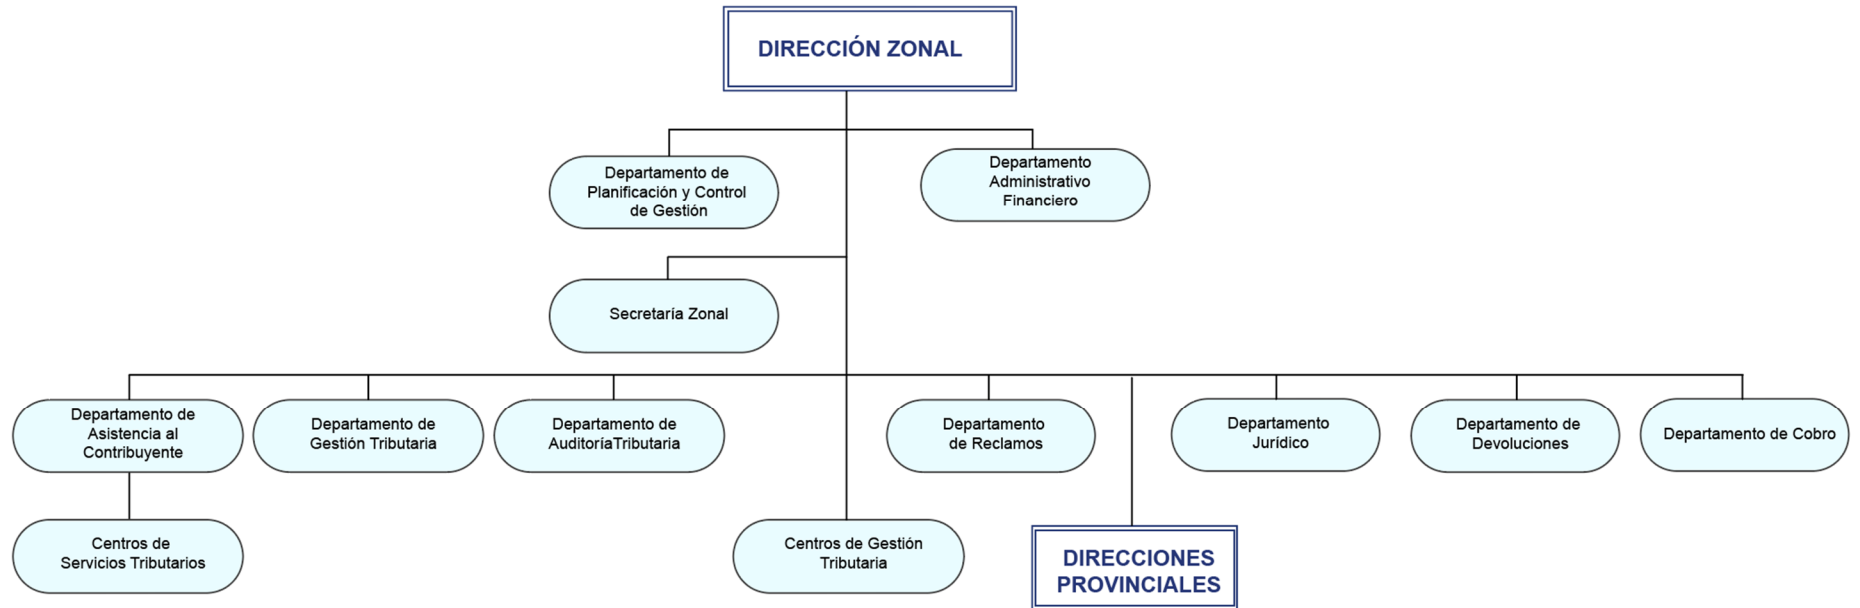 DIRECCIÓN ZONAL
Departamento de
Planificación y Control
de Gestión
Departamento
Administrativo
Financiero
Secretaría Zonal
Departamento de
Asistencia al
Contribuyente
Departamento de
Gestión Tributaria
Departamento de
AuditoríaTributaria
Departamento
de Reclamos
Departamento
Jurídico
Departamento de
Devoluciones
Departamento de Cobro
Centros de
Servicios Tributarios
Centros de Gestión
Tributaria
DIRECCIONES
PROVINCIALES